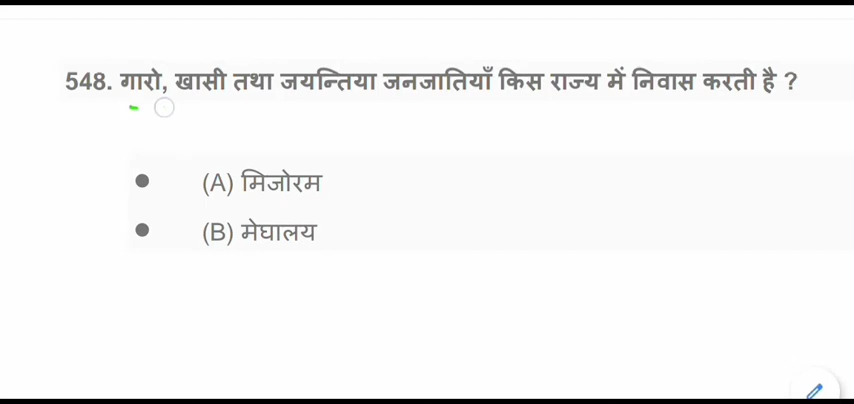 548. गारो, खासी तथा जयन्तिया जनजातियाँ किस राज्य में निवास करती है ?
(A) मिजोरम
(B) मेघालय